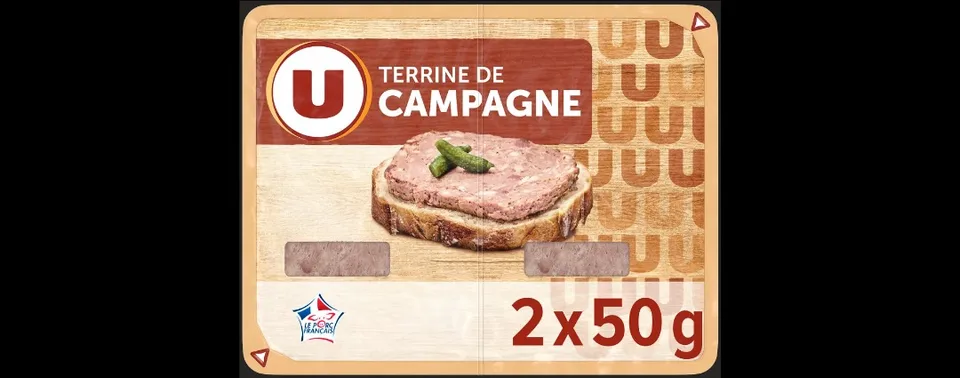 U
TERRINE DE
CAMPAGNE
LE PORC
FRANÇAIS
2x50g